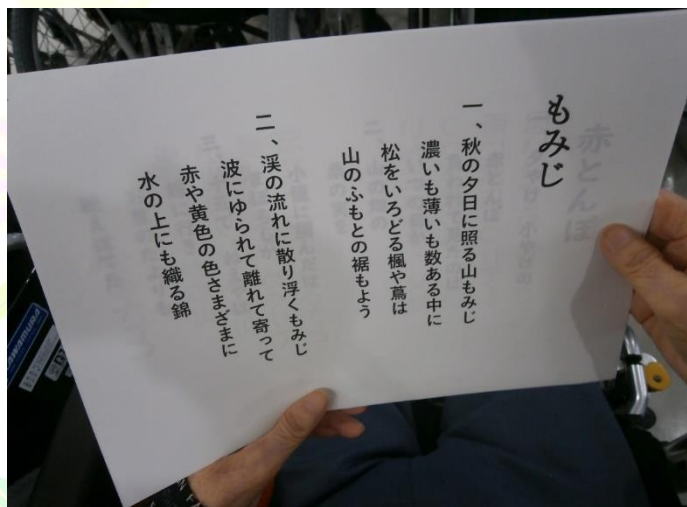 もみじ
一、秋の夕日に照る山もみじ
濃いも薄いも数ある中に
松をいろどる楓や蔦は
山のふもとの裾もよう
二、渓の流れに散り浮くもみじ
波にゆられて離れて寄って
赤や黄色の色さまざまに
水の上にも織る錦
赤とんぼ